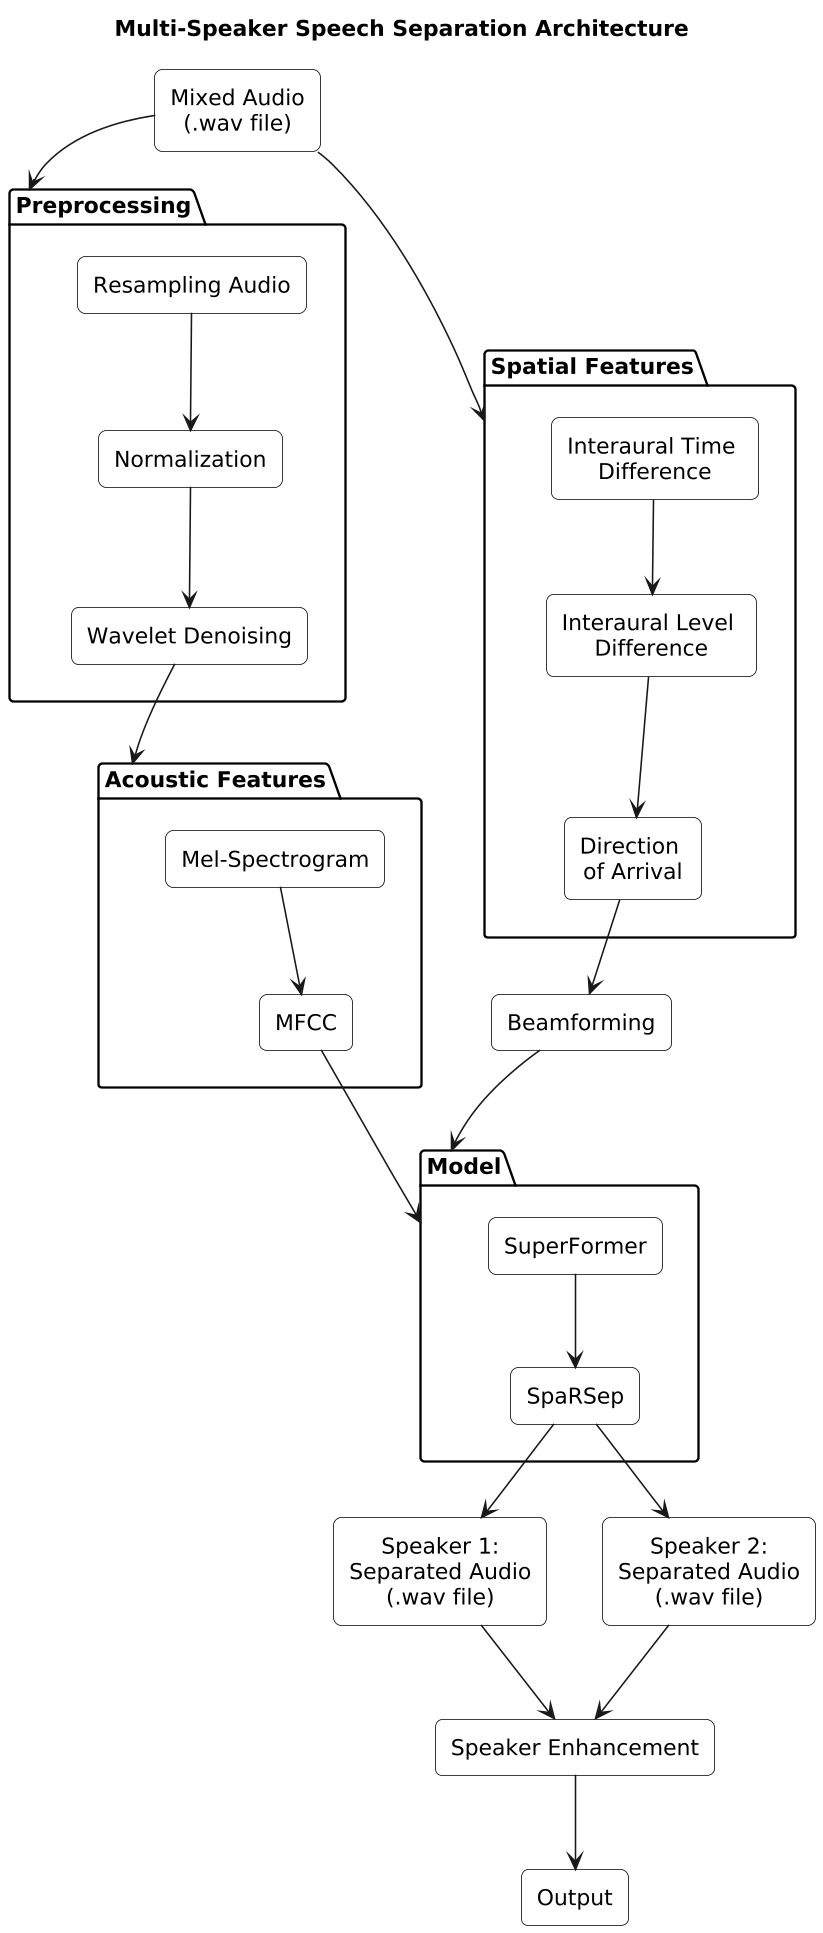 Multi-Speaker Speech Separation Architecture
Mixed Audio
(.wav file)
Preprocessing
Resampling Audio
Normalization
Wavelet Denoising
Spatial Features
Interaural Time
Difference
Interaural Level
Difference
Direction
of Arrival
Acoustic Features
Mel-Spectrogram
MFCC
Beamforming
Model
SuperFormer
SpaRSep
Speaker 1:
Separated Audio
(.wav file)
Speaker 2:
Separated Audio
(.wav file)
Speaker Enhancement
Output